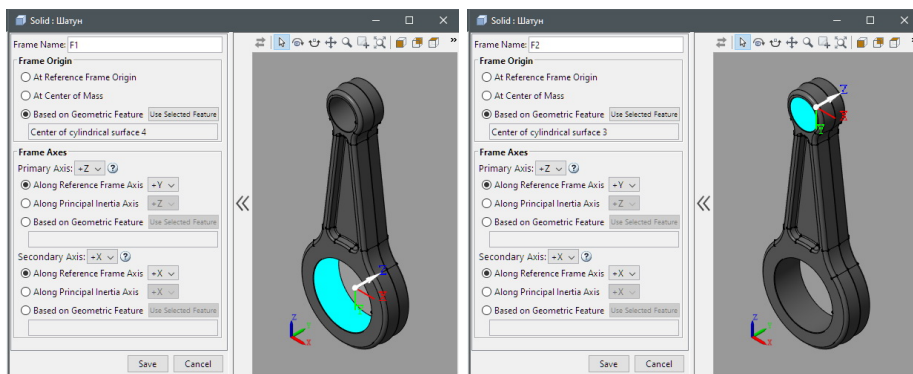 Solid : Шатун
Frame Name: F1
Frame Origin
At Reference Frame Origin
At Center of Mass
Based on Geometric Feature Use Selected Feature
Center of cylindrical surface 4
Frame Axes
Primary Axis: +Z
Along Reference Frame Axis +Y
Along Principal Inertia Axis +Z
Based on Geometric Feature Use Selected Feature
Secondary Axis: +X
Along Reference Frame Axis +X
Along Principal Inertia Axis +X
Based on Geometric Feature Use Selected Feature
Save Cancel
Z
X
Y
Z
Y
X
Solid : Шатун
Frame Name: F2
Frame Origin
At Reference Frame Origin
At Center of Mass
Based on Geometric Feature Use Selected Feature
Center of cylindrical surface 3
Frame Axes
Primary Axis: +Z
Along Reference Frame Axis +Y
Along Principal Inertia Axis +Z
Based on Geometric Feature Use Selected Feature
Secondary Axis: +X
Along Reference Frame Axis +X
Along Principal Inertia Axis +X
Based on Geometric Feature Use Selected Feature
Save Cancel
Z
X
Y
Z
Y
X